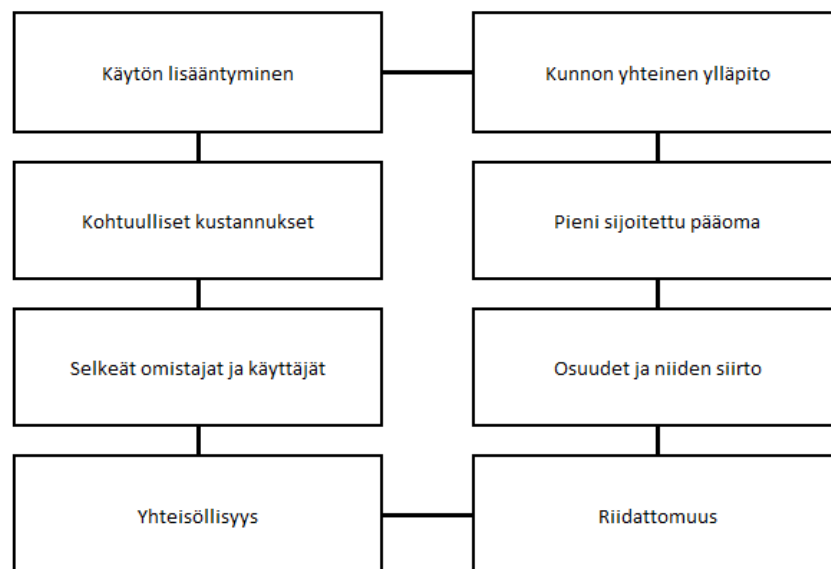 Käytön lisääntyminen
Kunnon yhteinen ylläpito
Kohtuulliset kustannukset
Pieni sijoitettu pääoma
Selkeät omistajat ja käyttäjät
Osuudet ja niiden siirto
Yhteisöllisyys
Riidattomuus